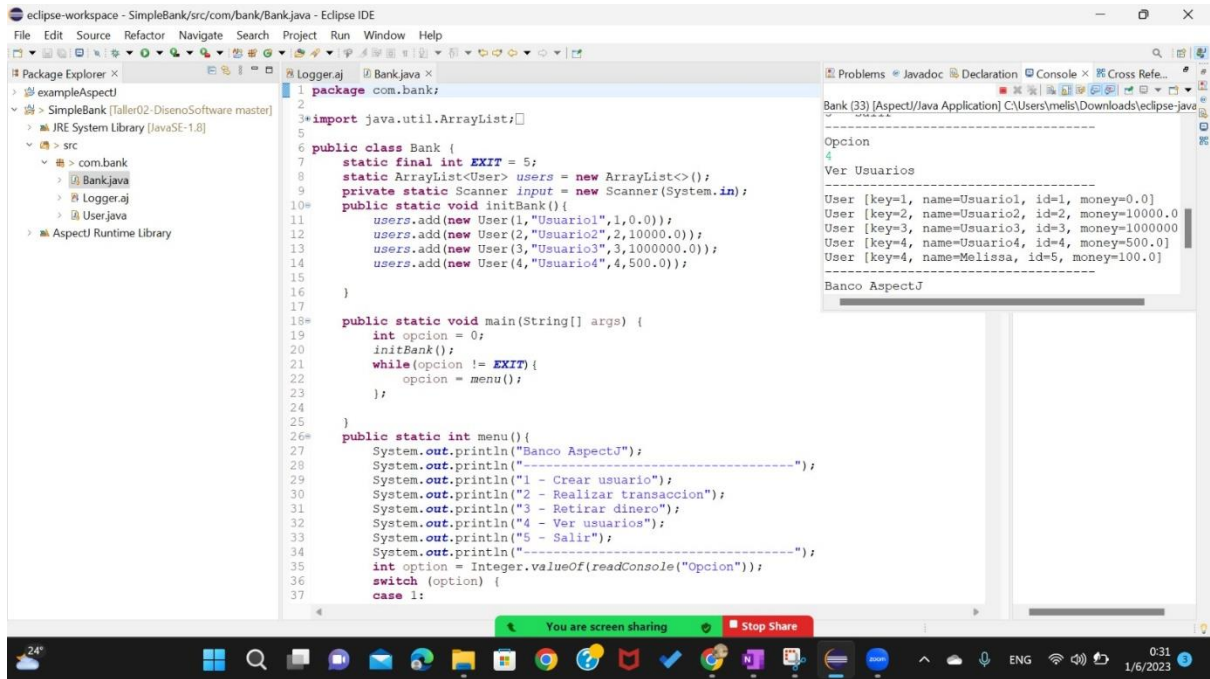 eclipse-workspace - SimpleBank/src/com/bank/Bank.java - Eclipse IDE
File Edit Source Refactor Navigate Search Project Run Window Help
Package Explorer
exampleAspectJ
> SimpleBank [Taller02-DisenoSoftware master]
JRE System Library [JavaSE-1.8]
> src
> com.bank
Bank.java
> Logger.aj
User.java
AspectJ Runtime Library
Logger.aj Bank.java
1 package com.bank;
2
3 import java.util.ArrayList;
5
6 public class Bank {
7 static final int EXIT = 5;
8 static ArrayList<User> users = new ArrayList<>();
9 private static Scanner input = new Scanner(System.in);
10 public static void initBank(){
11 users.add(new User(1,"Usuario1",1,0.0));
12 users.add(new User(2,"Usuario2",2,10000.0));
13 users.add(new User(3,"Usuario3",3,1000000.0));
14 users.add(new User(4,"Usuario4",4,500.0));
15
16 }
17
18 public static void main(String[] args) {
19 int opcion = 0;
20 initBank();
21 while(opcion != EXIT){
22 opcion = menu();
23 };
24
25 }
26 public static int menu(){
27 System.out.println("Banco AspectJ");
28 System.out.println("-------------------------------------");
29 System.out.println("1 - Crear usuario");
30 System.out.println("2 - Realizar transaccion");
31 System.out.println("3 - Retirar dinero");
32 System.out.println("4 - Ver usuarios");
33 System.out.println("5 - Salir");
34 System.out.println("-------------------------------------");
35 int option = Integer.valueOf(readConsole("Opcion"));
36 switch (option) {
37 case 1:
Problems Javadoc Declaration Console Cross Refe...
Bank (33) [AspectJ/Java Application] C:\Users\melis\Downloads\eclipse-java
-------------------------------------
Opcion
4
Ver Usuarios
-------------------------------------
User [key=1, name=Usuario1, id=1, money=0.0]
User [key=2, name=Usuario2, id=2, money=10000.0
User [key=3, name=Usuario3, id=3, money=1000000
User [key=4, name=Usuario4, id=4, money=500.0]
User [key=4, name=Melissa, id=5, money=100.0]
-------------------------------------
Banco AspectJ
You are screen sharing Stop Share
24°
zoom
ENG
0:31
1/6/2023
3